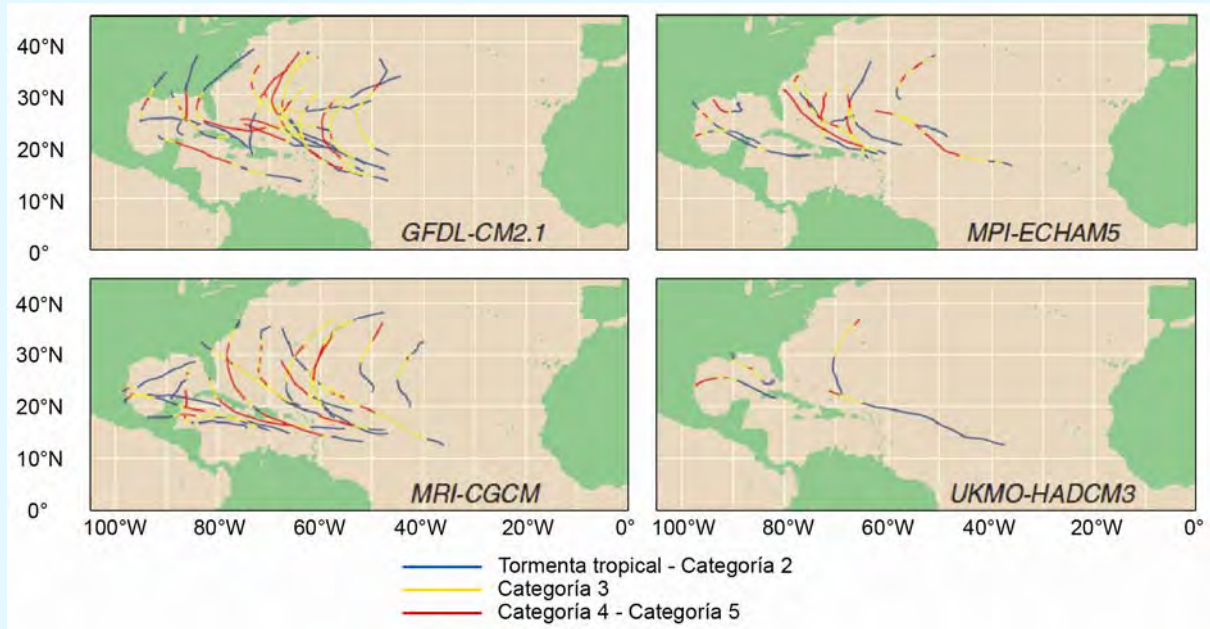 40°N
30°N
20°N
10°N
0°
GFDL-CM2.1
MPI-ECHAM5
40°N
30°N
20°N
10°N
0°
MRI-CGCM
UKMO-HADCM3
100°W 80°W 60°W 40°W 20°W 0°
100°W 80°W 60°W 40°W 20°W 0°
Tormenta tropical - Categoría 2
Categoría 3
Categoría 4 - Categoría 5